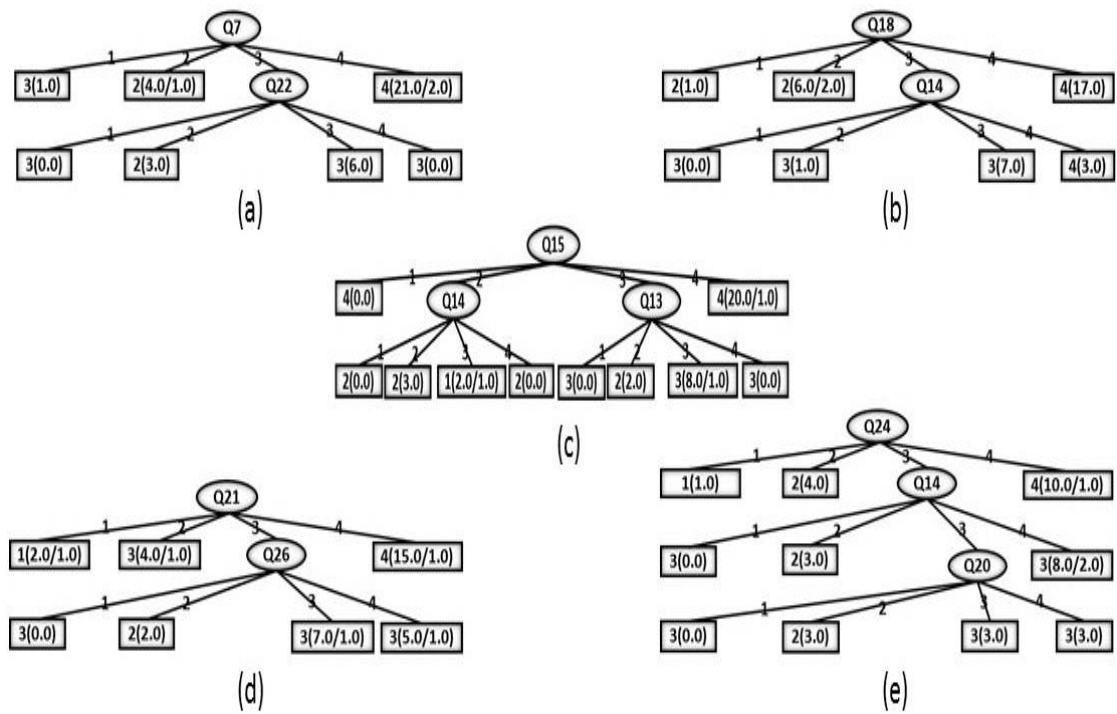 Q7
1 2 3 4
3(1.0) 2(4.0/1.0) Q22 4(21.0/2.0)
1 2 3 4
3(0.0) 2(3.0) 3(6.0) 3(0.0)
(a)
Q18
1 2 3 4
2(1.0) 2(6.0/2.0) Q14 4(17.0)
1 2 3 4
3(0.0) 3(1.0) 3(7.0) 4(3.0)
(b)
Q15
1 2 3 4
4(0.0) Q14 Q13 4(20.0/1.0)
1 2 3 4 1 2 3 4
2(0.0) 2(3.0) 1(2.0/1.0) 2(0.0) 3(0.0) 2(2.0) 3(8.0/1.0) 3(0.0)
(c)
Q21
1 2 3 4
1(2.0/1.0) 3(4.0/1.0) Q26 4(15.0/1.0)
1 2 3 4
3(0.0) 2(2.0) 3(7.0/1.0) 3(5.0/1.0)
(d)
Q24
1 2 3 4
1(1.0) 2(4.0) Q14 4(10.0/1.0)
1 2 3 4
3(0.0) 2(3.0) Q20 3(8.0/2.0)
1 2 3 4
3(0.0) 2(3.0) 3(3.0) 3(3.0)
(e)